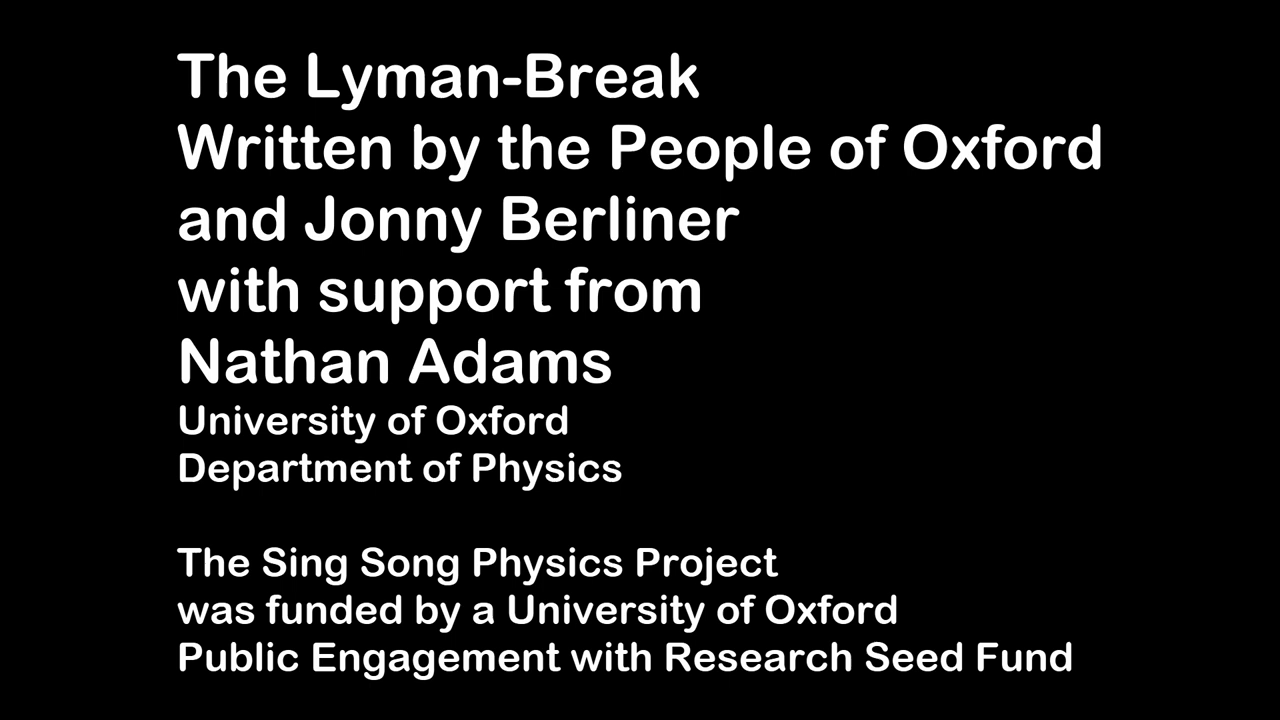 The Lyman-Break
Written by the People of Oxford
and Jonny Berliner
with support from
Nathan Adams
University of Oxford
Department of Physics
The Sing Song Physics Project
was funded by a University of Oxford
Public Engagement with Research Seed Fund